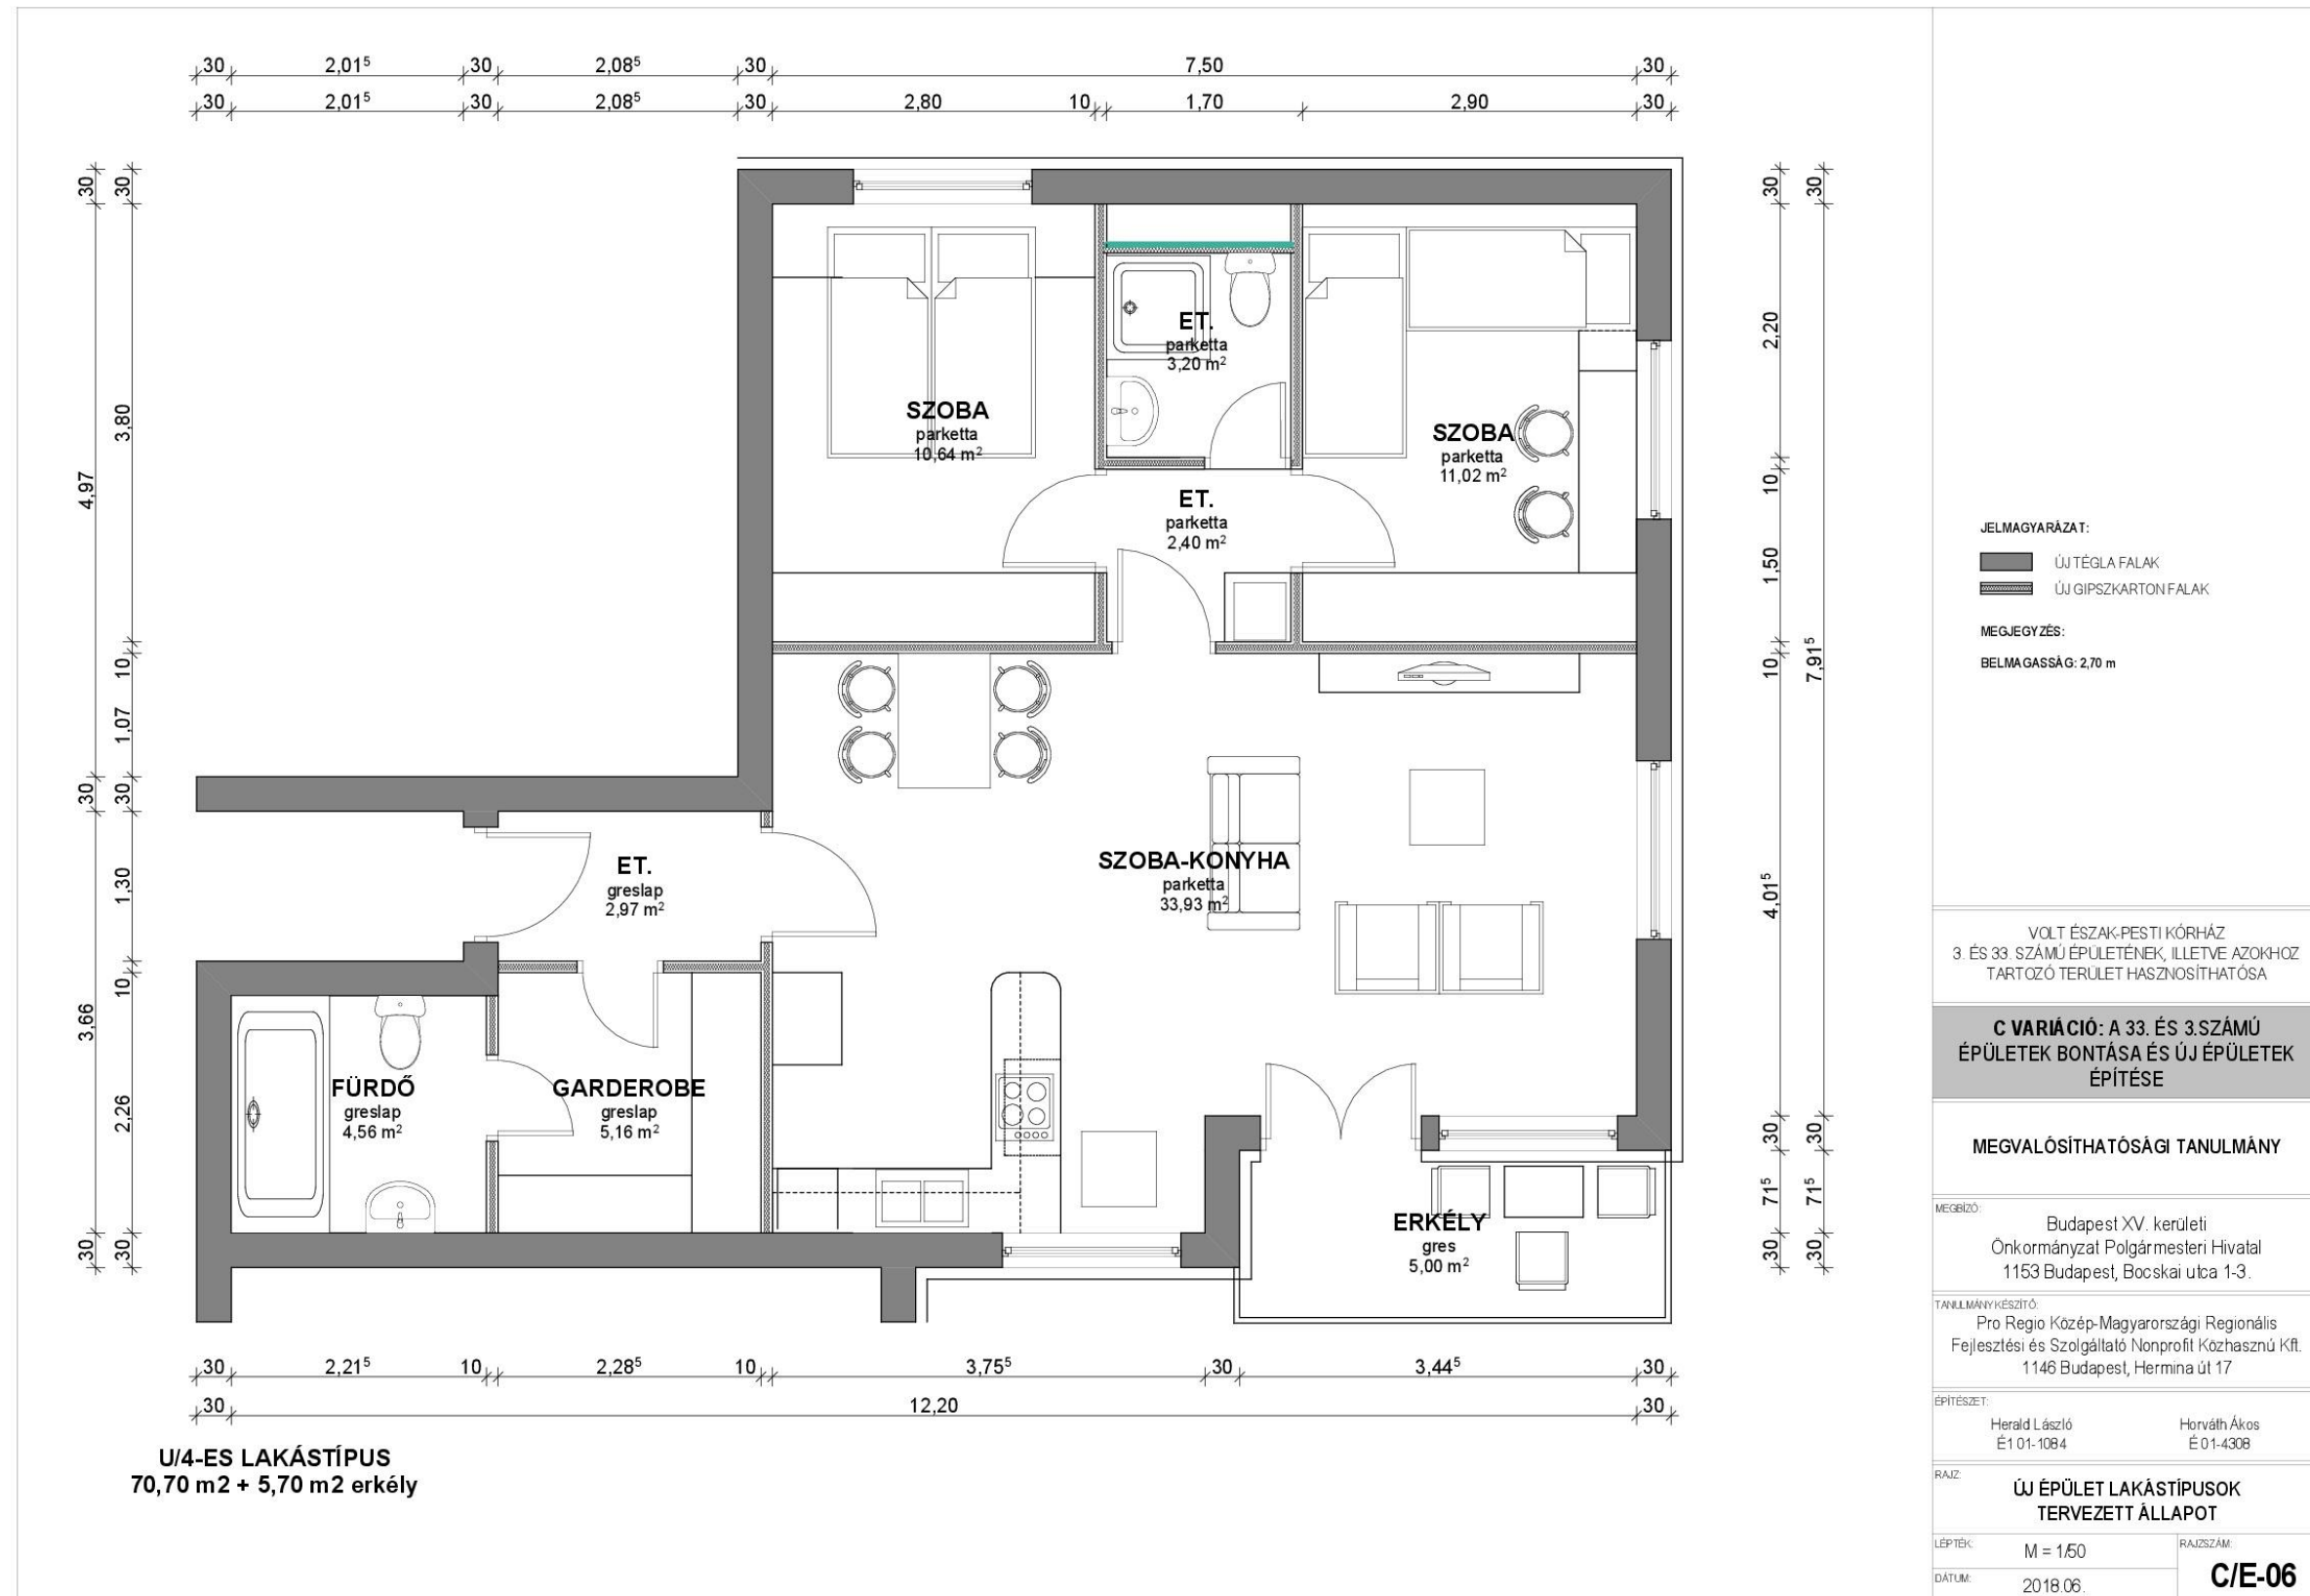 30 2,01⁵ 30 2,08⁵ 30 7,50 30
30 2,01⁵ 30 2,08⁵ 30 2,80 10 1,70 2,90 30
30 4,97 30 3,66 30
30 3,80 10 1,07 30 1,30 10 2,26 30
SZOBA
parketta
10,64 m²
ET.
parketta
3,20 m²
SZOBA
parketta
11,02 m²
ET.
parketta
2,40 m²
ET.
greslap
2,97 m²
SZOBA-KONYHA
parketta
33,93 m²
FÜRDŐ
greslap
4,56 m²
GARDEROBE
greslap
5,16 m²
ERKÉLY
gres
5,00 m²
30 2,20 10 1,50 10 4,01⁵ 30 71⁵ 30
30 7,91⁵ 30 71⁵ 30
30 2,21⁵ 10 2,28⁵ 10 3,75⁵ 30 3,44⁵ 30
30 12,20 30
U/4-ES LAKÁSTÍPUS
70,70 m2 + 5,70 m2 erkély
JELMAGYARÁZAT:
ÚJ TÉGLA FALAK
ÚJ GIPSZKARTON FALAK
MEGJEGYZÉS:
BELMAGASSÁG: 2,70 m
VOLT ÉSZAK-PESTI KÓRHÁZ
3. ÉS 33. SZÁMÚ ÉPÜLETÉNEK, ILLETVE AZOKHOZ
TARTOZÓ TERÜLET HASZNOSÍTHATÓSA
C VARIÁCIÓ: A 33. ÉS 3.SZÁMÚ
ÉPÜLETEK BONTÁSA ÉS ÚJ ÉPÜLETEK
ÉPÍTÉSE
MEGVALÓSÍTHATÓSÁGI TANULMÁNY
MEGBÍZÓ:
Budapest XV. kerületi
Önkormányzat Polgármesteri Hivatal
1153 Budapest, Bocskai utca 1-3.
TANULMÁNY KÉSZÍTŐ:
Pro Regio Közép-Magyarországi Regionális
Fejlesztési és Szolgáltató Nonprofit Közhasznú Kft.
1146 Budapest, Hermina út 17
ÉPÍTÉSZET:
Herald László Horváth Ákos
É1 01-1084 É 01-4308
RAJZ:
ÚJ ÉPÜLET LAKÁSTÍPUSOK
TERVEZETT ÁLLAPOT
LÉPTÉK: M = 1/50 RAJZSZÁM:
C/E-06
DÁTUM: 2018.06.